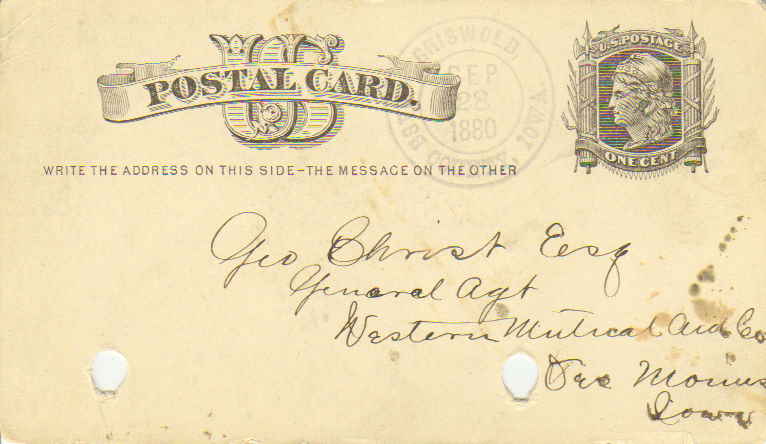 US
POSTAL CARD.
WRITE THE ADDRESS ON THIS SIDE–THE MESSAGE ON THE OTHER
GRISWOLD
SEP
28
1880
IOWA
U.S. POSTAGE
ONE CENT
Geo Christ Esq
General Agt
Western Mutual Aid Co
Des Moines
Iowa